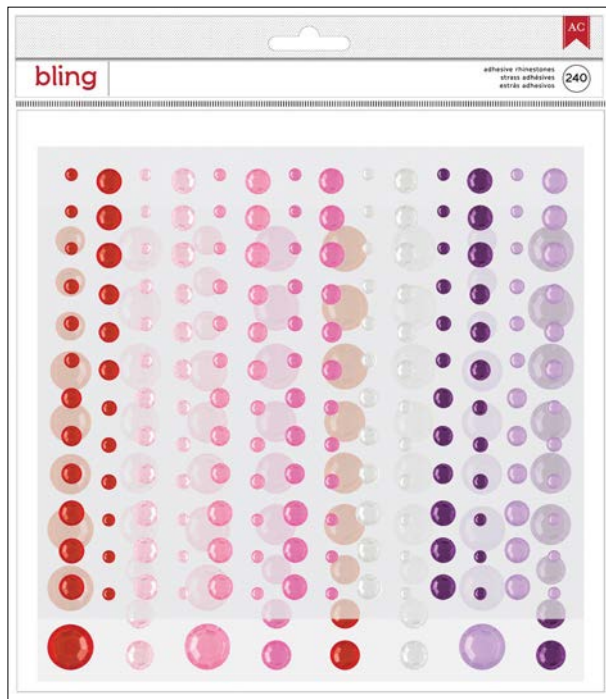 AC
bling
adhesive rhinestones
strass adhésives
estrás adhesivos
240